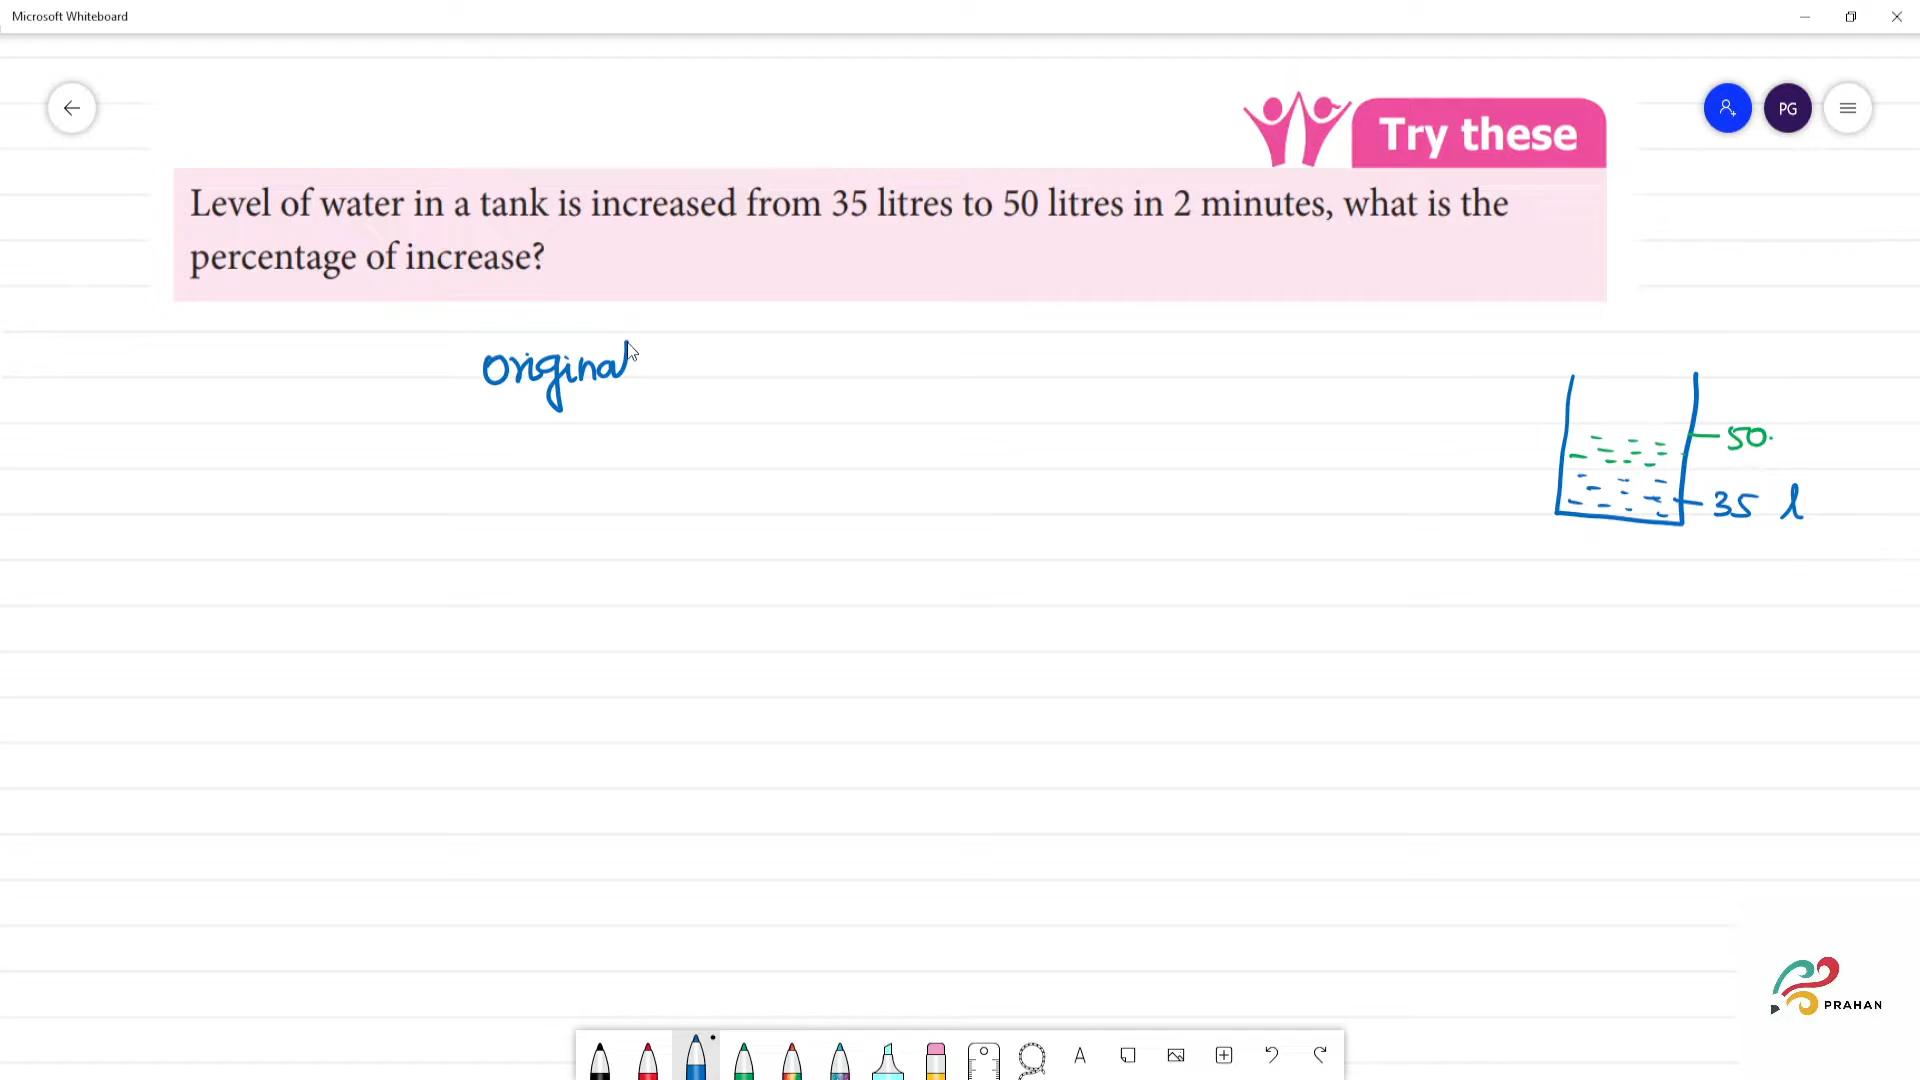 Microsoft Whiteboard
PG
Try these
Level of water in a tank is increased from 35 litres to 50 litres in 2 minutes, what is the
percentage of increase?
Original
50.
35 l
PRAHAN
A